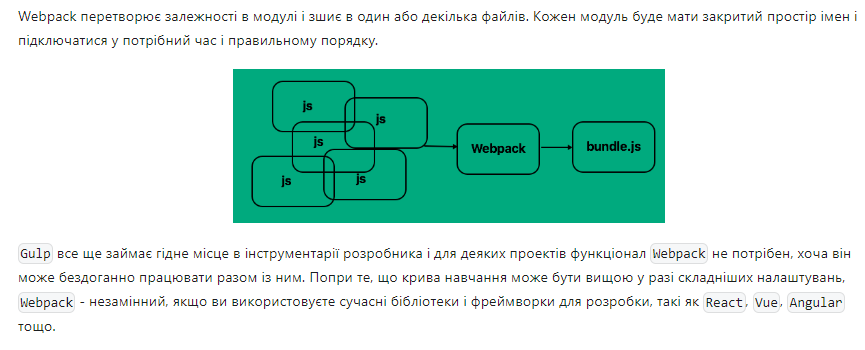 Webpack перетворює залежності в модулі і зшиє в один або декілька файлів. Кожен модуль буде мати закритий простір імен і
підключатися у потрібний час і правильному порядку.
js
js
js
js
js
Webpack
bundle.js
Gulp все ще займає гідне місце в інструментарії розробника і для деяких проектів функціонал Webpack не потрібен, хоча він
може бездоганно працювати разом із ним. Попри те, що крива навчання може бути вищою у разі складніших налаштувань,
Webpack - незамінний, якщо ви використовуєте сучасні бібліотеки і фреймворки для розробки, такі як React, Vue, Angular
тощо.